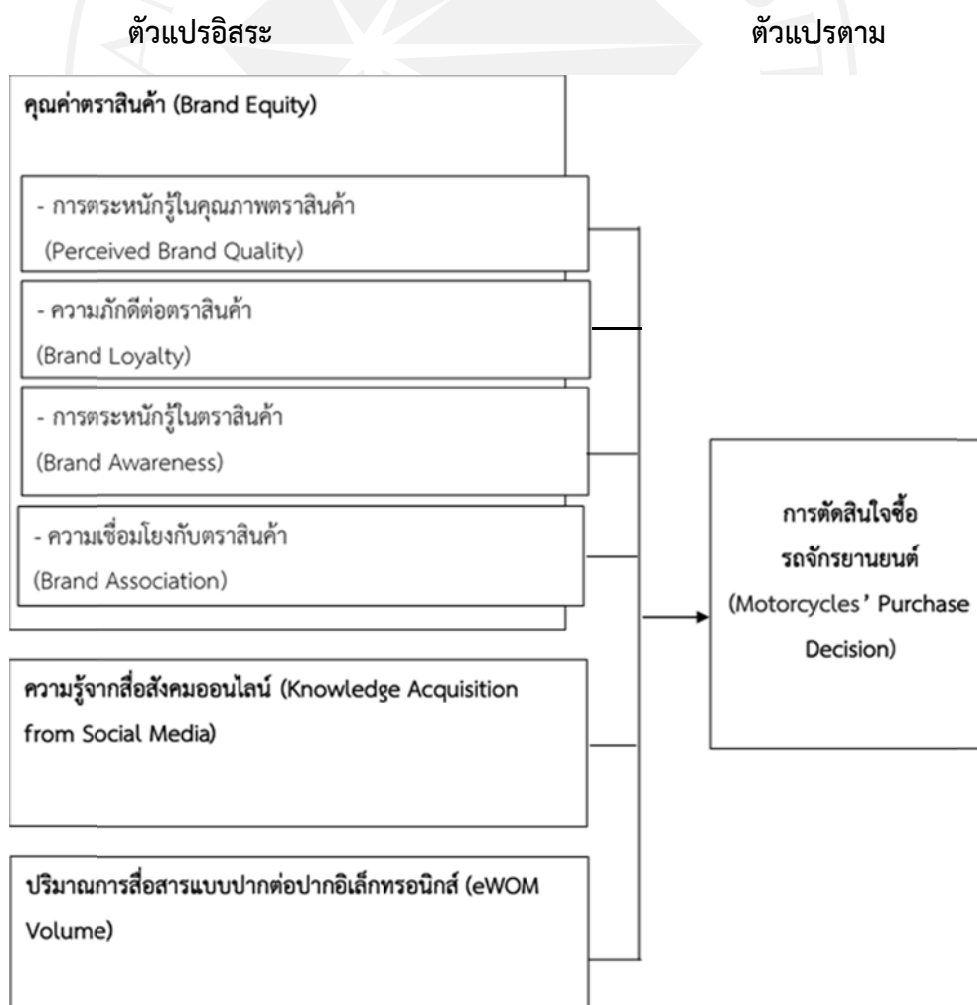 ตัวแปรอิสระ
ตัวแปรตาม
คุณค่าตราสินค้า (Brand Equity)
- การตระหนักรู้ในคุณภาพตราสินค้า
(Perceived Brand Quality)
- ความภักดีต่อตราสินค้า
(Brand Loyalty)
- การตระหนักรู้ในตราสินค้า
(Brand Awareness)
- ความเชื่อมโยงกับตราสินค้า
(Brand Association)
ความรู้จากสื่อสังคมออนไลน์ (Knowledge Acquisition
from Social Media)
ปริมาณการสื่อสารแบบปากต่อปากอิเล็กทรอนิกส์ (eWOM
Volume)
การตัดสินใจซื้อ
รถจักรยานยนต์
(Motorcycles’ Purchase
Decision)